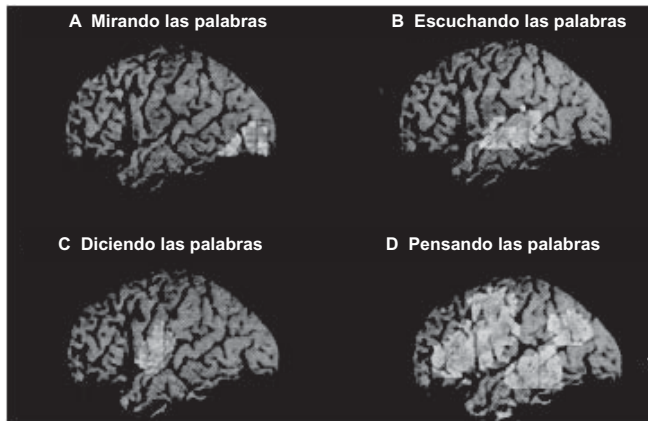 A Mirando las palabras
B Escuchando las palabras
C Diciendo las palabras
D Pensando las palabras